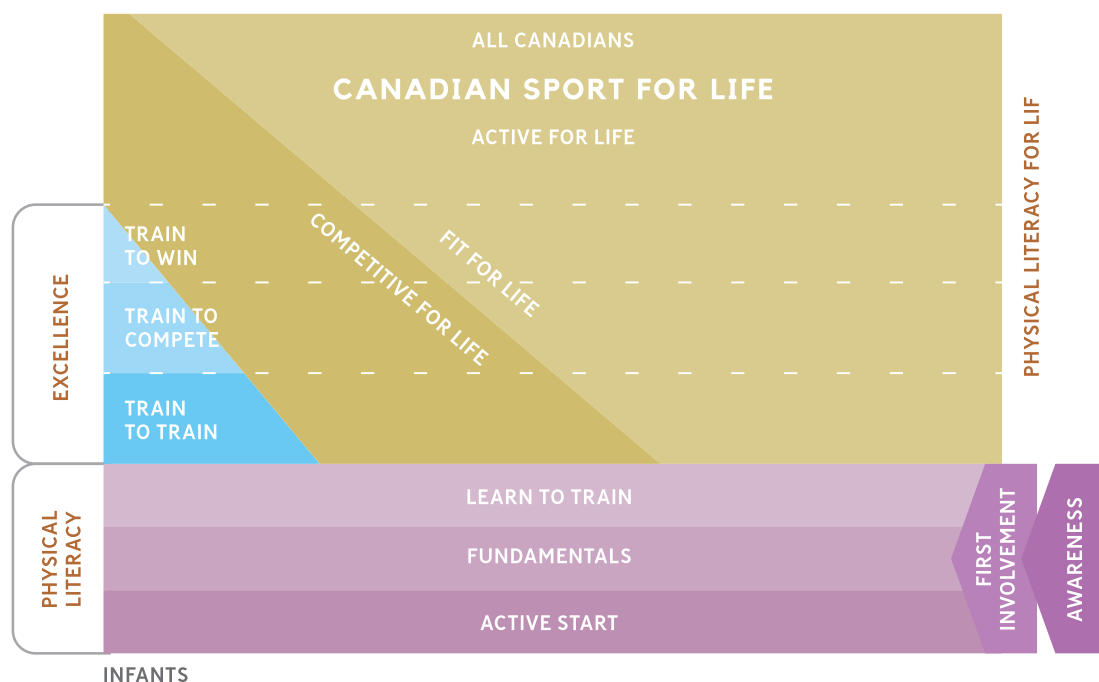 ALL CANADIANS
CANADIAN SPORT FOR LIFE
ACTIVE FOR LIFE
PHYSICAL LITERACY FOR LIF
COMPETITIVE FOR LIFE
FIT FOR LIFE
EXCELLENCE
TRAIN
TO WIN
TRAIN TO
COMPETE
TRAIN
TO TRAIN
PHYSICAL
LITERACY
LEARN TO TRAIN
FUNDAMENTALS
ACTIVE START
FIRST
INVOLVEMENT
AWARENESS
INFANTS